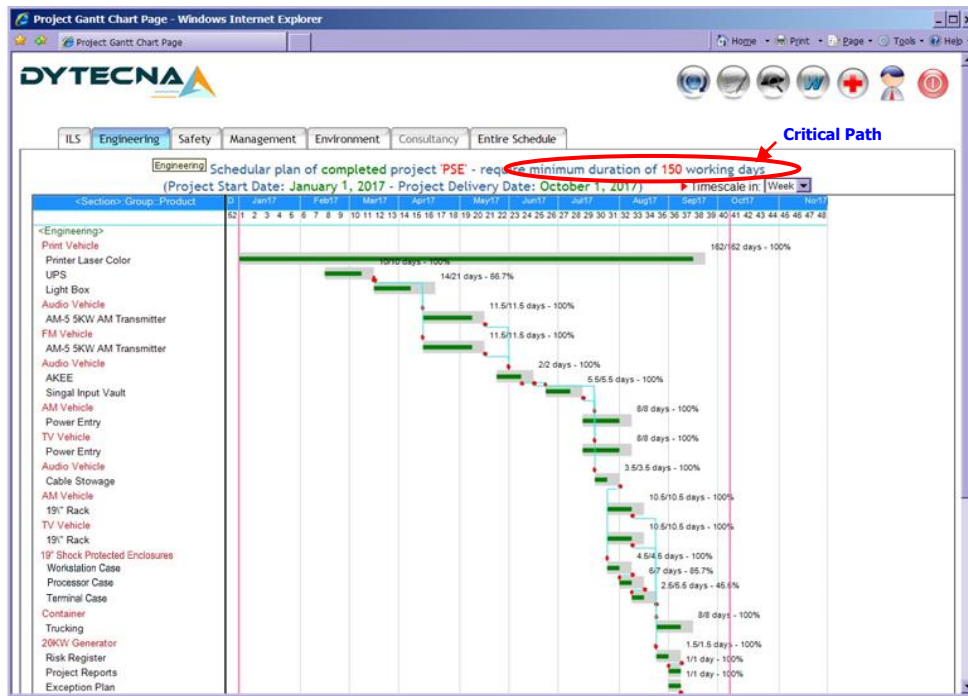 Project Gantt Chart Page - Windows Internet Explorer
Project Gantt Chart Page
Home Print Page Tools Help
DYTECNA
ILS Engineering Safety Management Environment Consultancy Entire Schedule
Critical Path
Engineering
Schedular plan of completed project 'PSE' - require minimum duration of 150 working days
(Project Start Date: January 1, 2017 - Project Delivery Date: October 1, 2017) Timescale in: Week
<Section>:Group::Product D Jan17 Feb17 Mar17 Apr17 May17 Jun17 Jul17 Aug17 Sep17 Oct17 Nov17
52 1 2 3 4 5 6 7 8 9 10 11 12 13 14 15 16 17 18 19 20 21 22 23 24 25 26 27 28 29 30 31 32 33 34 35 36 37 38 39 40 41 42 43 44 45 46 47 48
<Engineering>
Print Vehicle
162/162 days - 100%
Printer Laser Color
10/10 days - 100%
UPS
14/21 days - 66.7%
Light Box
Audio Vehicle
11.5/11.5 days - 100%
AM-5 5KW AM Transmitter
FM Vehicle
11.5/11.5 days - 100%
AM-5 5KW AM Transmitter
Audio Vehicle
2/2 days - 100%
AKEE
5.5/5.5 days - 100%
Singal Input Vault
AM Vehicle
8/8 days - 100%
Power Entry
TV Vehicle
8/8 days - 100%
Power Entry
Audio Vehicle
3.5/3.5 days - 100%
Cable Stowage
AM Vehicle
10.5/10.5 days - 100%
19\" Rack
TV Vehicle
10.5/10.5 days - 100%
19\" Rack
19" Shock Protected Enclosures
4.5/4.5 days - 100%
Workstation Case
6/7 days - 85.7%
Processor Case
Terminal Case
Container
8/8 days - 100%
Trucking
20KW Generator
1.5/1.5 days - 100%
Risk Register
1/1 day - 100%
Project Reports
1/1 day - 100%
Exception Plan